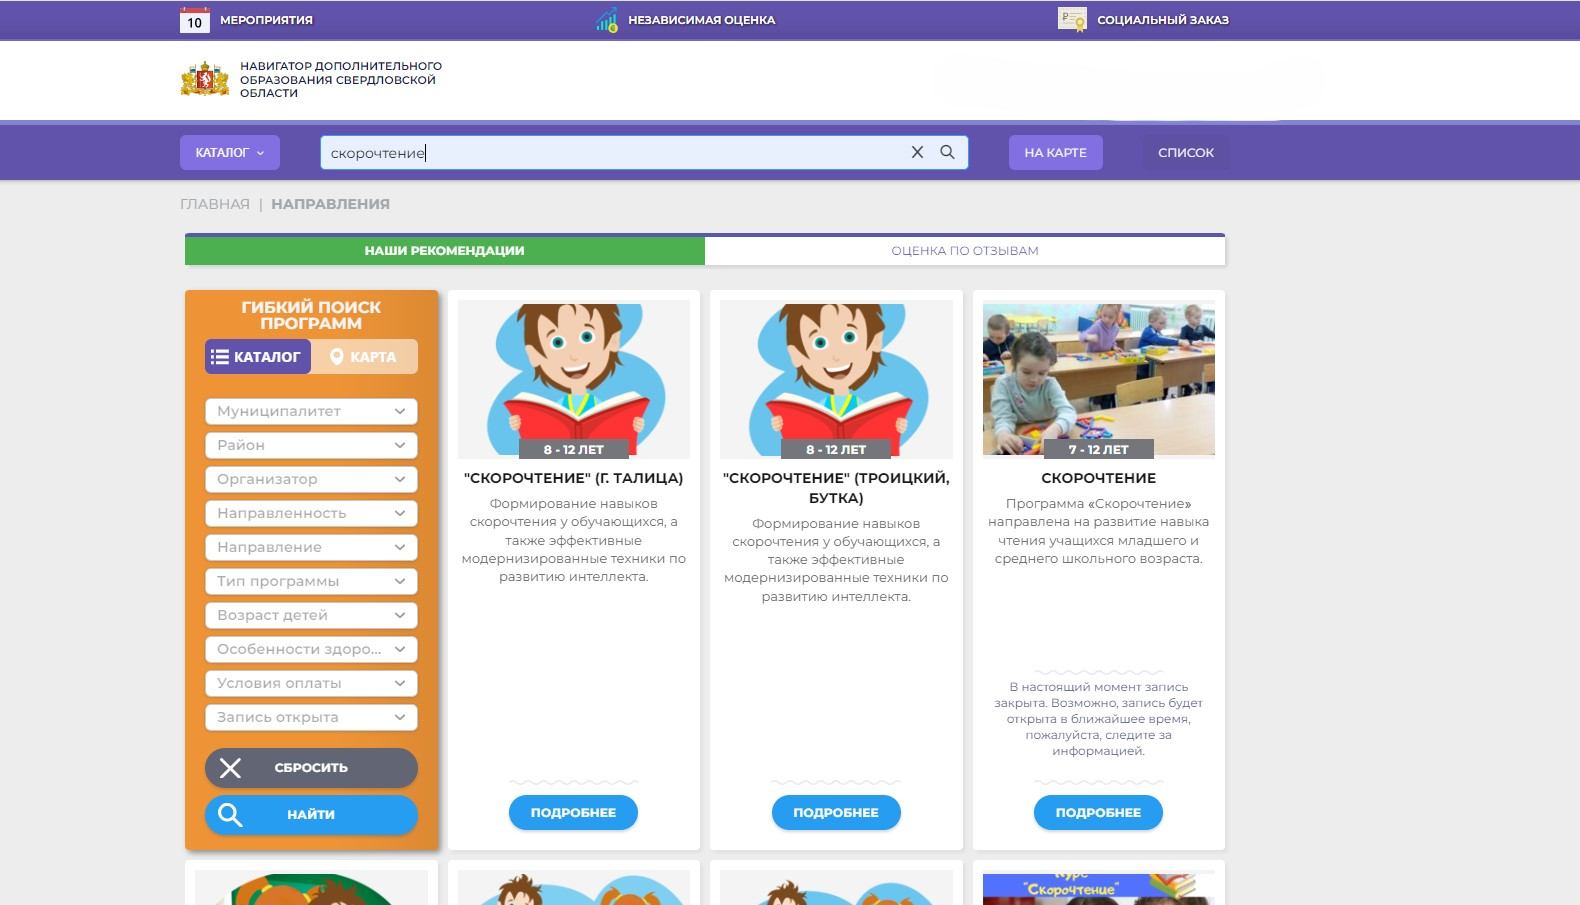 10 МЕРОПРИЯТИЯ
НЕЗАВИСИМАЯ ОЦЕНКА
СОЦИАЛЬНЫЙ ЗАКАЗ
НАВИГАТОР ДОПОЛНИТЕЛЬНОГО
ОБРАЗОВАНИЯ СВЕРДЛОВСКОЙ
ОБЛАСТИ
КАТАЛОГ
скорочтение
НА КАРТЕ
СПИСОК
ГЛАВНАЯ | НАПРАВЛЕНИЯ
НАШИ РЕКОМЕНДАЦИИ
ОЦЕНКА ПО ОТЗЫВАМ
ГИБКИЙ ПОИСК
ПРОГРАММ
КАТАЛОГ
КАРТА
Муниципалитет
Район
Организатор
Направленность
Направление
Тип программы
Возраст детей
Особенности здоро...
Условия оплаты
Запись открыта
СБРОСИТЬ
НАЙТИ
8 - 12 ЛЕТ
"СКОРОЧТЕНИЕ" (Г. ТАЛИЦА)
Формирование навыков
скорочтения у обучающихся, а
также эффективные
модернизированные техники по
развитию интеллекта.
ПОДРОБНЕЕ
8 - 12 ЛЕТ
"СКОРОЧТЕНИЕ" (ТРОИЦКИЙ,
БУТКА)
Формирование навыков
скорочтения у обучающихся, а
также эффективные
модернизированные техники по
развитию интеллекта.
ПОДРОБНЕЕ
7 - 12 ЛЕТ
СКОРОЧТЕНИЕ
Программа «Скорочтение»
направлена на развитие навыка
чтения учащихся младшего и
среднего школьного возраста.
В настоящий момент запись
закрыта. Возможно, запись будет
открыта в ближайшее время,
пожалуйста, следите за
информацией.
ПОДРОБНЕЕ
Курс
"Скорочтение"